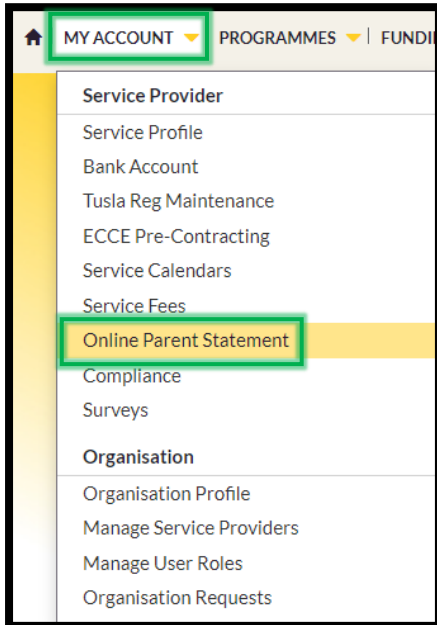 MY ACCOUNT PROGRAMMES
Service Provider
Service Profile
Bank Account
Tusla Reg Maintenance
ECCE Pre-Contracting
Service Calendars
Service Fees
Online Parent Statement
Compliance
Surveys
Organisation
Organisation Profile
Manage Service Providers
Manage User Roles
Organisation Requests